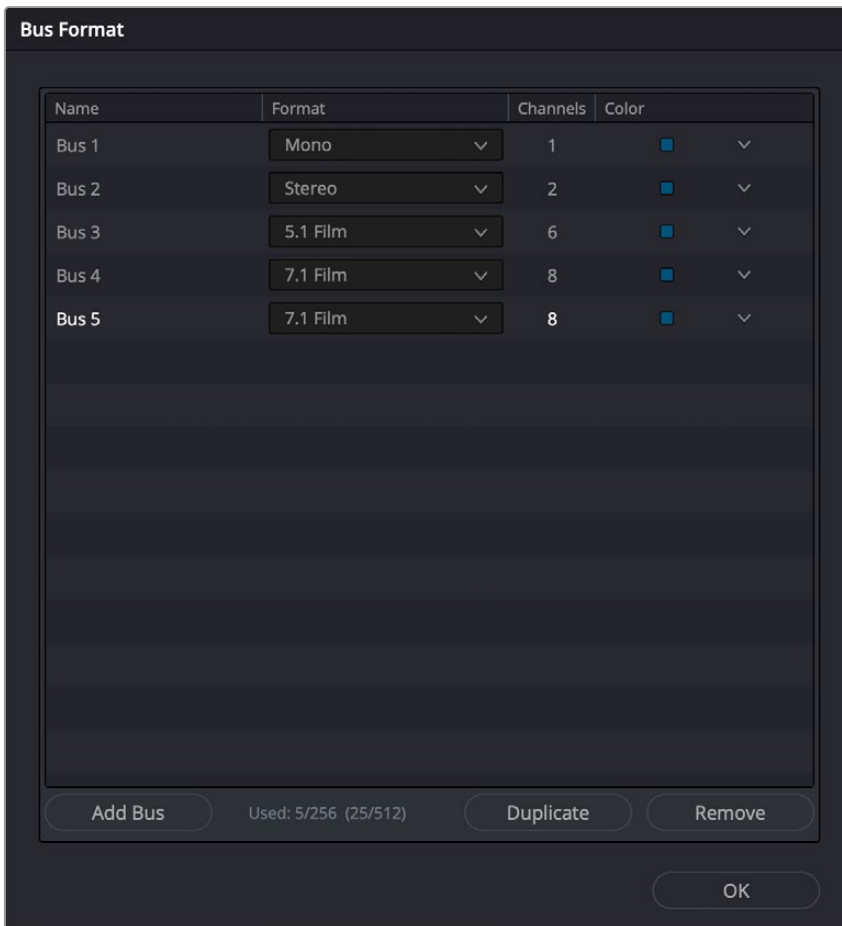 Bus Format
Name Format Channels Color
Bus 1 Mono 1
Bus 2 Stereo 2
Bus 3 5.1 Film 6
Bus 4 7.1 Film 8
Bus 5 7.1 Film 8
Add Bus Used: 5/256 (25/512) Duplicate Remove
OK